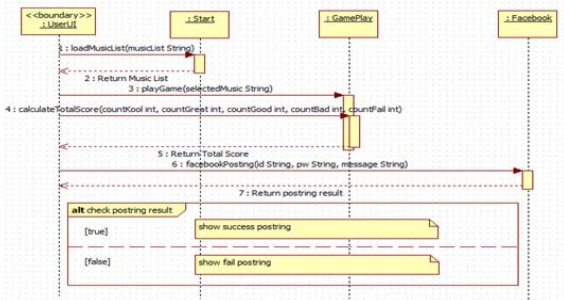 <<boundary>>
: UserUI
: Start
: GamePlay
: Facebook
1 : loadMusicList(musicList String)
2 : Return Music List
3 : playGame(selectedMusic String)
4 : calculateTotalScore(countKool int, countGreat int, countGood int, countBad int, countFail int)
5 : Return Total Score
6 : facebookPosting(id String, pw String, message String)
7 : Return postring result
alt check postring result
[true]
show success postring
[false]
show fail postring